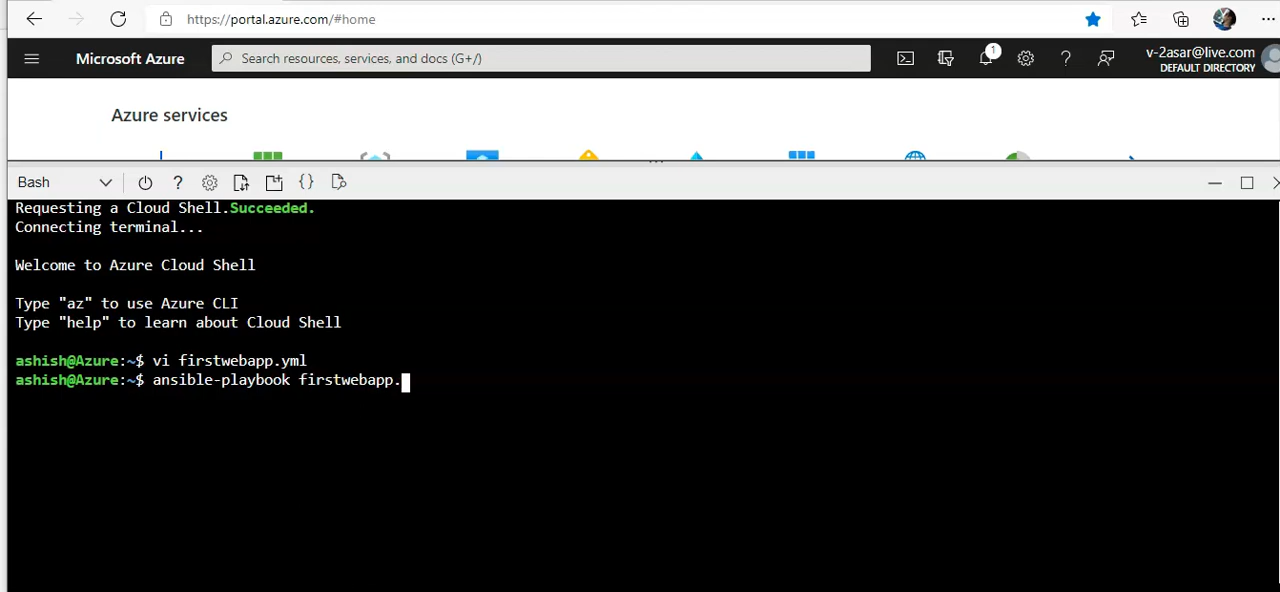 https://portal.azure.com/#home
Microsoft Azure
Search resources, services, and docs (G+/)
1
v-2asar@live.com
DEFAULT DIRECTORY
Azure services
Bash
Requesting a Cloud Shell.Succeeded.
Connecting terminal...
Welcome to Azure Cloud Shell
Type "az" to use Azure CLI
Type "help" to learn about Cloud Shell
ashish@Azure:~$ vi firstwebapp.yml
ashish@Azure:~$ ansible-playbook firstwebapp.